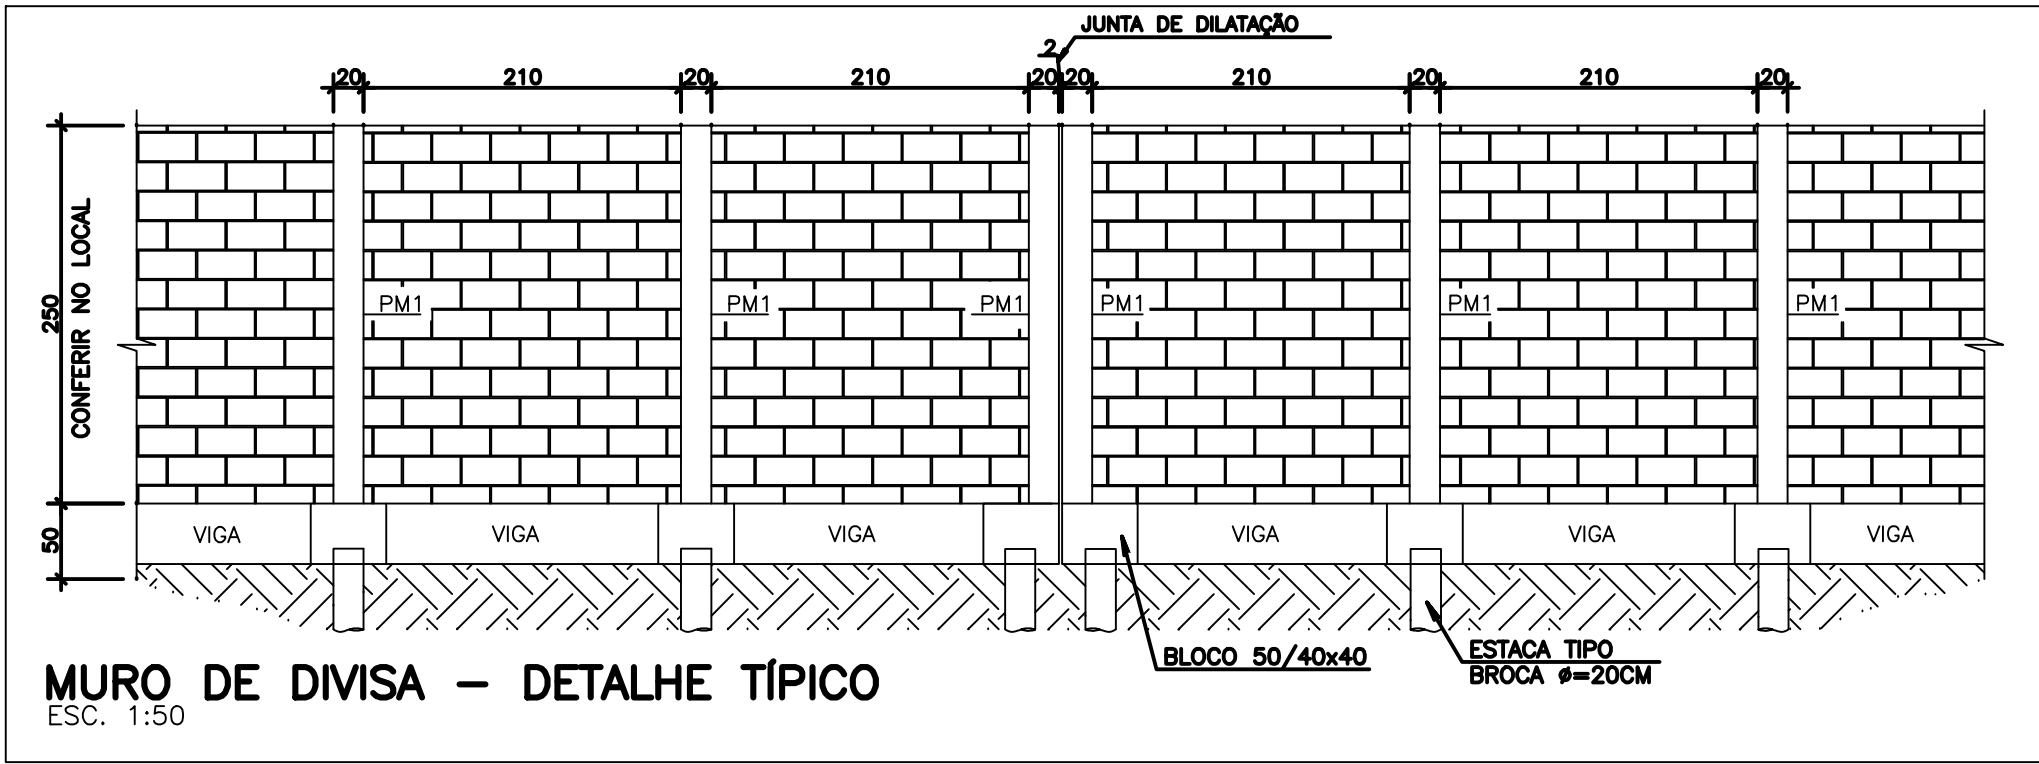 JUNTA DE DILATAÇÃO
2
20 210 20 210 20 20 210 20 210 20
250
CONFERIR NO LOCAL
PM1 PM1 PM1 PM1 PM1 PM1
50
VIGA VIGA VIGA VIGA VIGA VIGA
BLOCO 50/40x40
ESTACA TIPO
BROCA ø=20CM
MURO DE DIVISA – DETALHE TÍPICO
ESC. 1:50